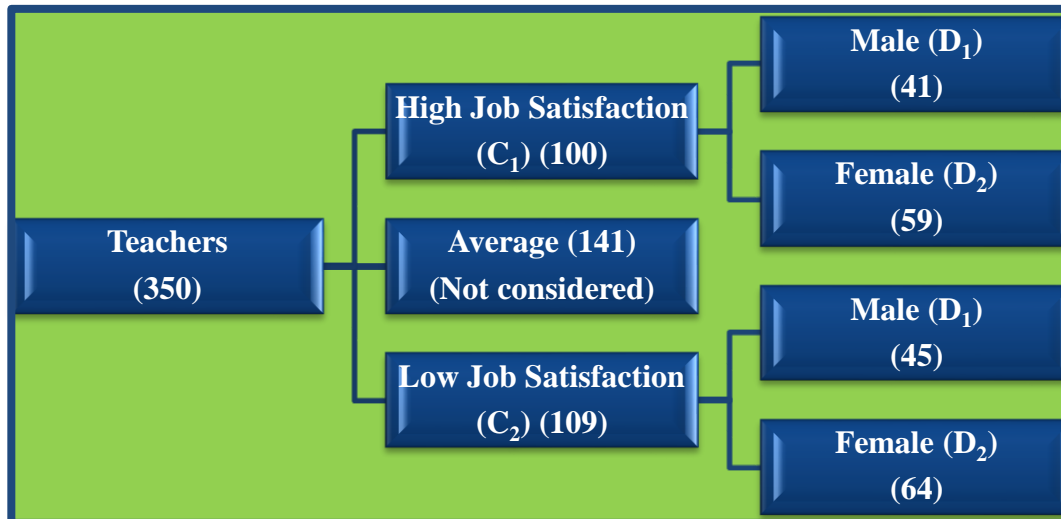 Teachers
(350)
High Job Satisfaction
(C₁) (100)
Male (D₁)
(41)
Female (D₂)
(59)
Average (141)
(Not considered)
Low Job Satisfaction
(C₂) (109)
Male (D₁)
(45)
Female (D₂)
(64)